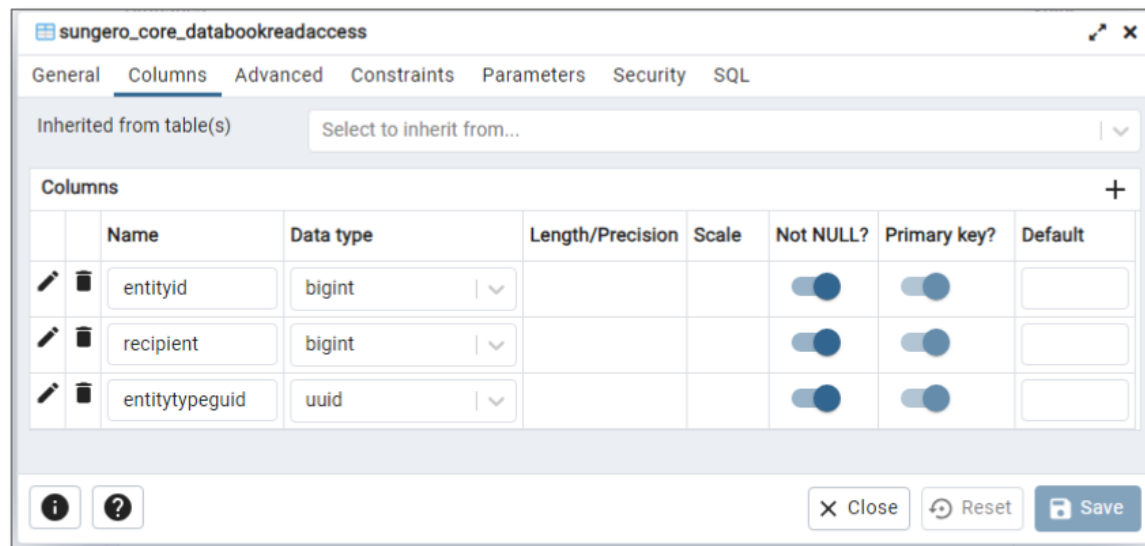 sungero_core_databookreadaccess
General Columns Advanced Constraints Parameters Security SQL
Inherited from table(s) Select to inherit from...
Columns
Name Data type Length/Precision Scale Not NULL? Primary key? Default
entityid bigint
recipient bigint
entitytypeguid uuid
Close Reset Save